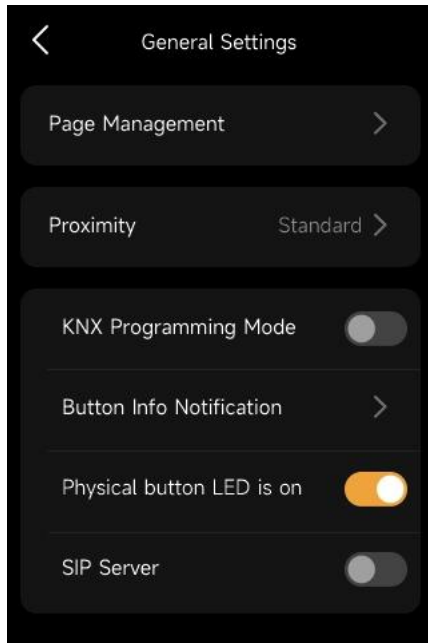 General Settings
Page Management
Proximity Standard
KNX Programming Mode
Button Info Notification
Physical button LED is on
SIP Server